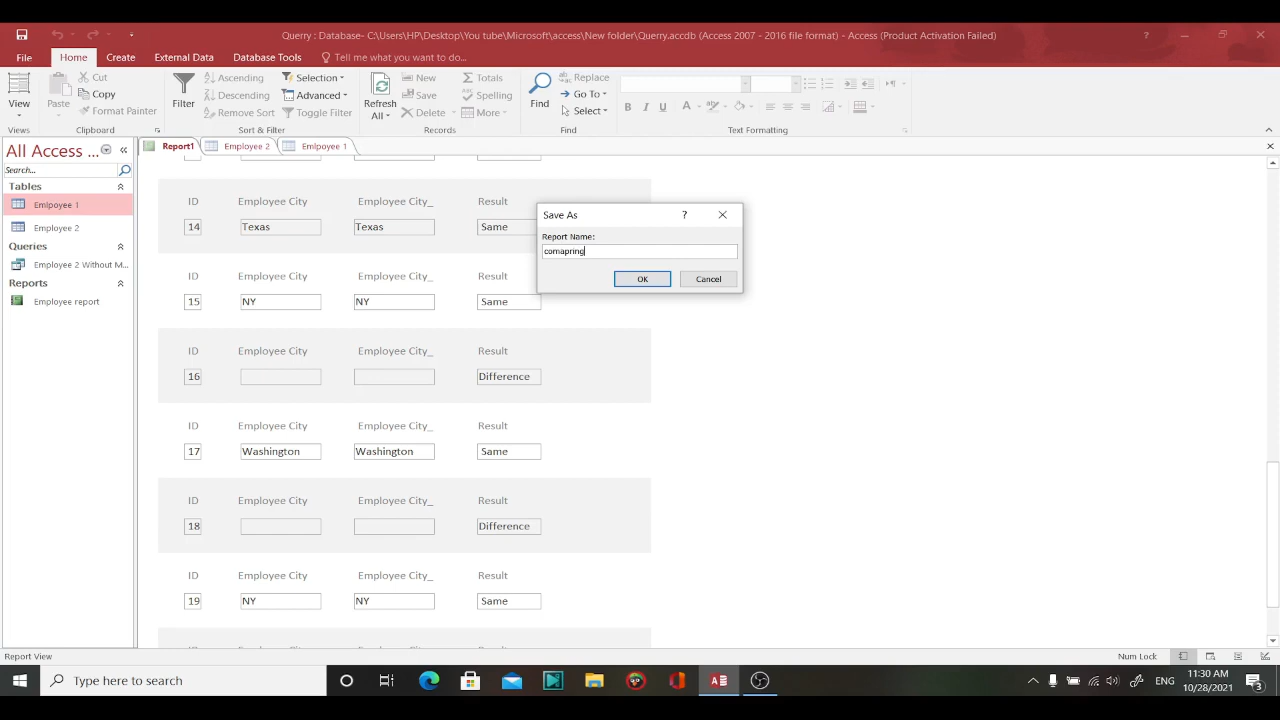 Querry : Database- C:\Users\HP\Desktop\You tube\Microsoft\access\New folder\Querry.accdb (Access 2007 - 2016 file format) - Access (Product Activation Failed)
?
File Home Create External Data Database Tools Tell me what you want to do...
View
Views
Paste
Cut
Copy
Format Painter
Clipboard
Filter
Ascending
Descending
Remove Sort
Selection
Advanced
Toggle Filter
Sort & Filter
Refresh
All
New
Save
Delete
Totals
Spelling
More
Records
Find
Replace
Go To
Select
Find
B I U A
Text Formatting
All Access ...
Search...
Tables
Emlpoyee 1
Employee 2
Queries
Employee 2 Without M...
Reports
Employee report
Report1 Employee 2 Emlpoyee 1
ID Employee City Employee City_ Result
14 Texas Texas Same
ID Employee City Employee City_ Result
15 NY NY Same
ID Employee City Employee City_ Result
16 Difference
ID Employee City Employee City_ Result
17 Washington Washington Same
ID Employee City Employee City_ Result
18 Difference
ID Employee City Employee City_ Result
19 NY NY Same
Save As ?
Report Name:
comapring
OK Cancel
Report View Num Lock
Type here to search
ENG
11:30 AM
10/28/2021
3